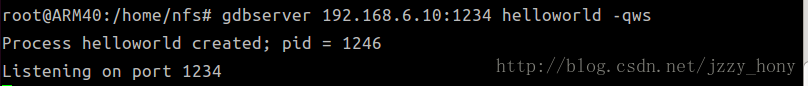 root@ARM40:/home/nfs# gdbserver 192.168.6.10:1234 helloworld -qws
Process helloworld created; pid = 1246
Listening on port 1234
http://blog.csdn.net/jzzy_hony